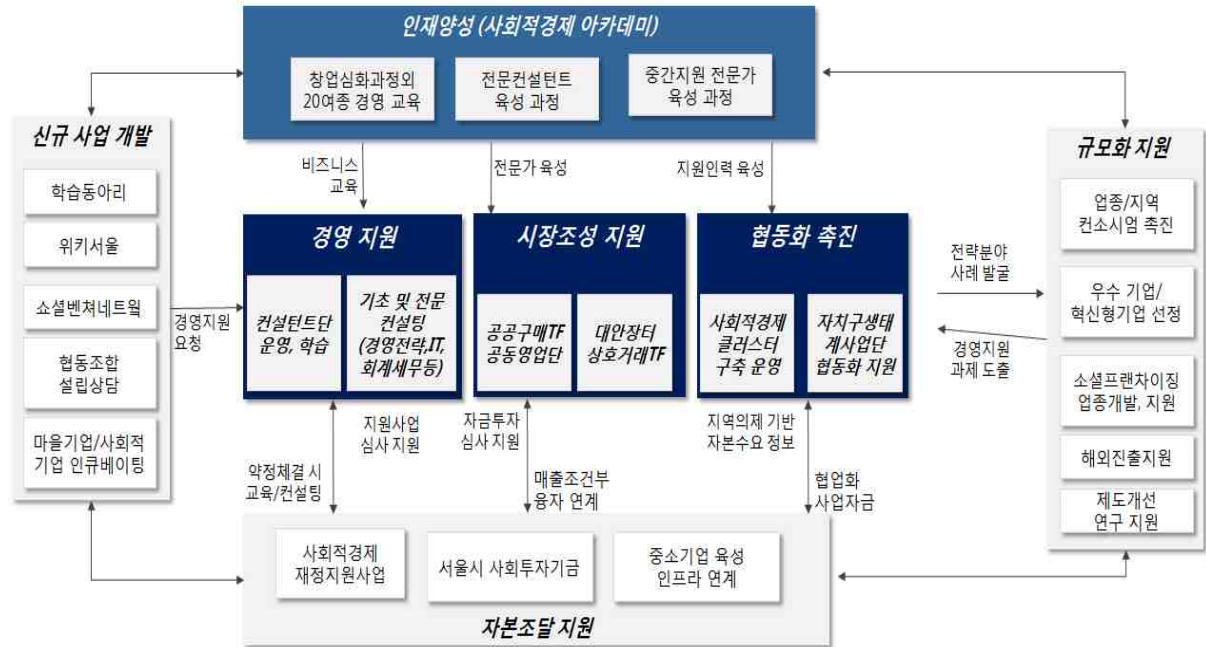 인재양성 (사회적경제 아카데미)
창업심화과정외
20여종 경영 교육
전문컨설턴트
육성 과정
중간지원 전문가
육성 과정
신규 사업 개발
학습동아리
위키서울
쇼셜벤쳐네트웍
협동조합
설립상담
마을기업/사회적
기업 인큐베이팅
비즈니스
교육
전문가 육성
지원인력 육성
경영지원
요청
경영 지원
컨설턴트단
운영, 학습
기초 및 전문
컨설팅
(경영전략,IT,
회계세무등)
시장조성 지원
공공구매TF
공동영업단
대안장터
상호거래TF
협동화 촉진
사회적경제
클러스터
구축 운영
자치구생태
계사업단
협동화 지원
전략분야
사례 발굴
경영지원
과제 도출
규모화 지원
업종/지역
컨소시엄 촉진
우수 기업/
혁신형기업 선정
소셜프랜차이징
업종개발, 지원
해외진출지원
제도개선
연구 지원
지원사업
심사 지원
약정체결 시
교육/컨설팅
자금투자
심사 지원
매출조건부
융자 연계
지역의제 기반
자본수요 정보
협업화
사업자금
사회적경제
재정지원사업
서울시 사회투자기금
중소기업 육성
인프라 연계
자본조달 지원